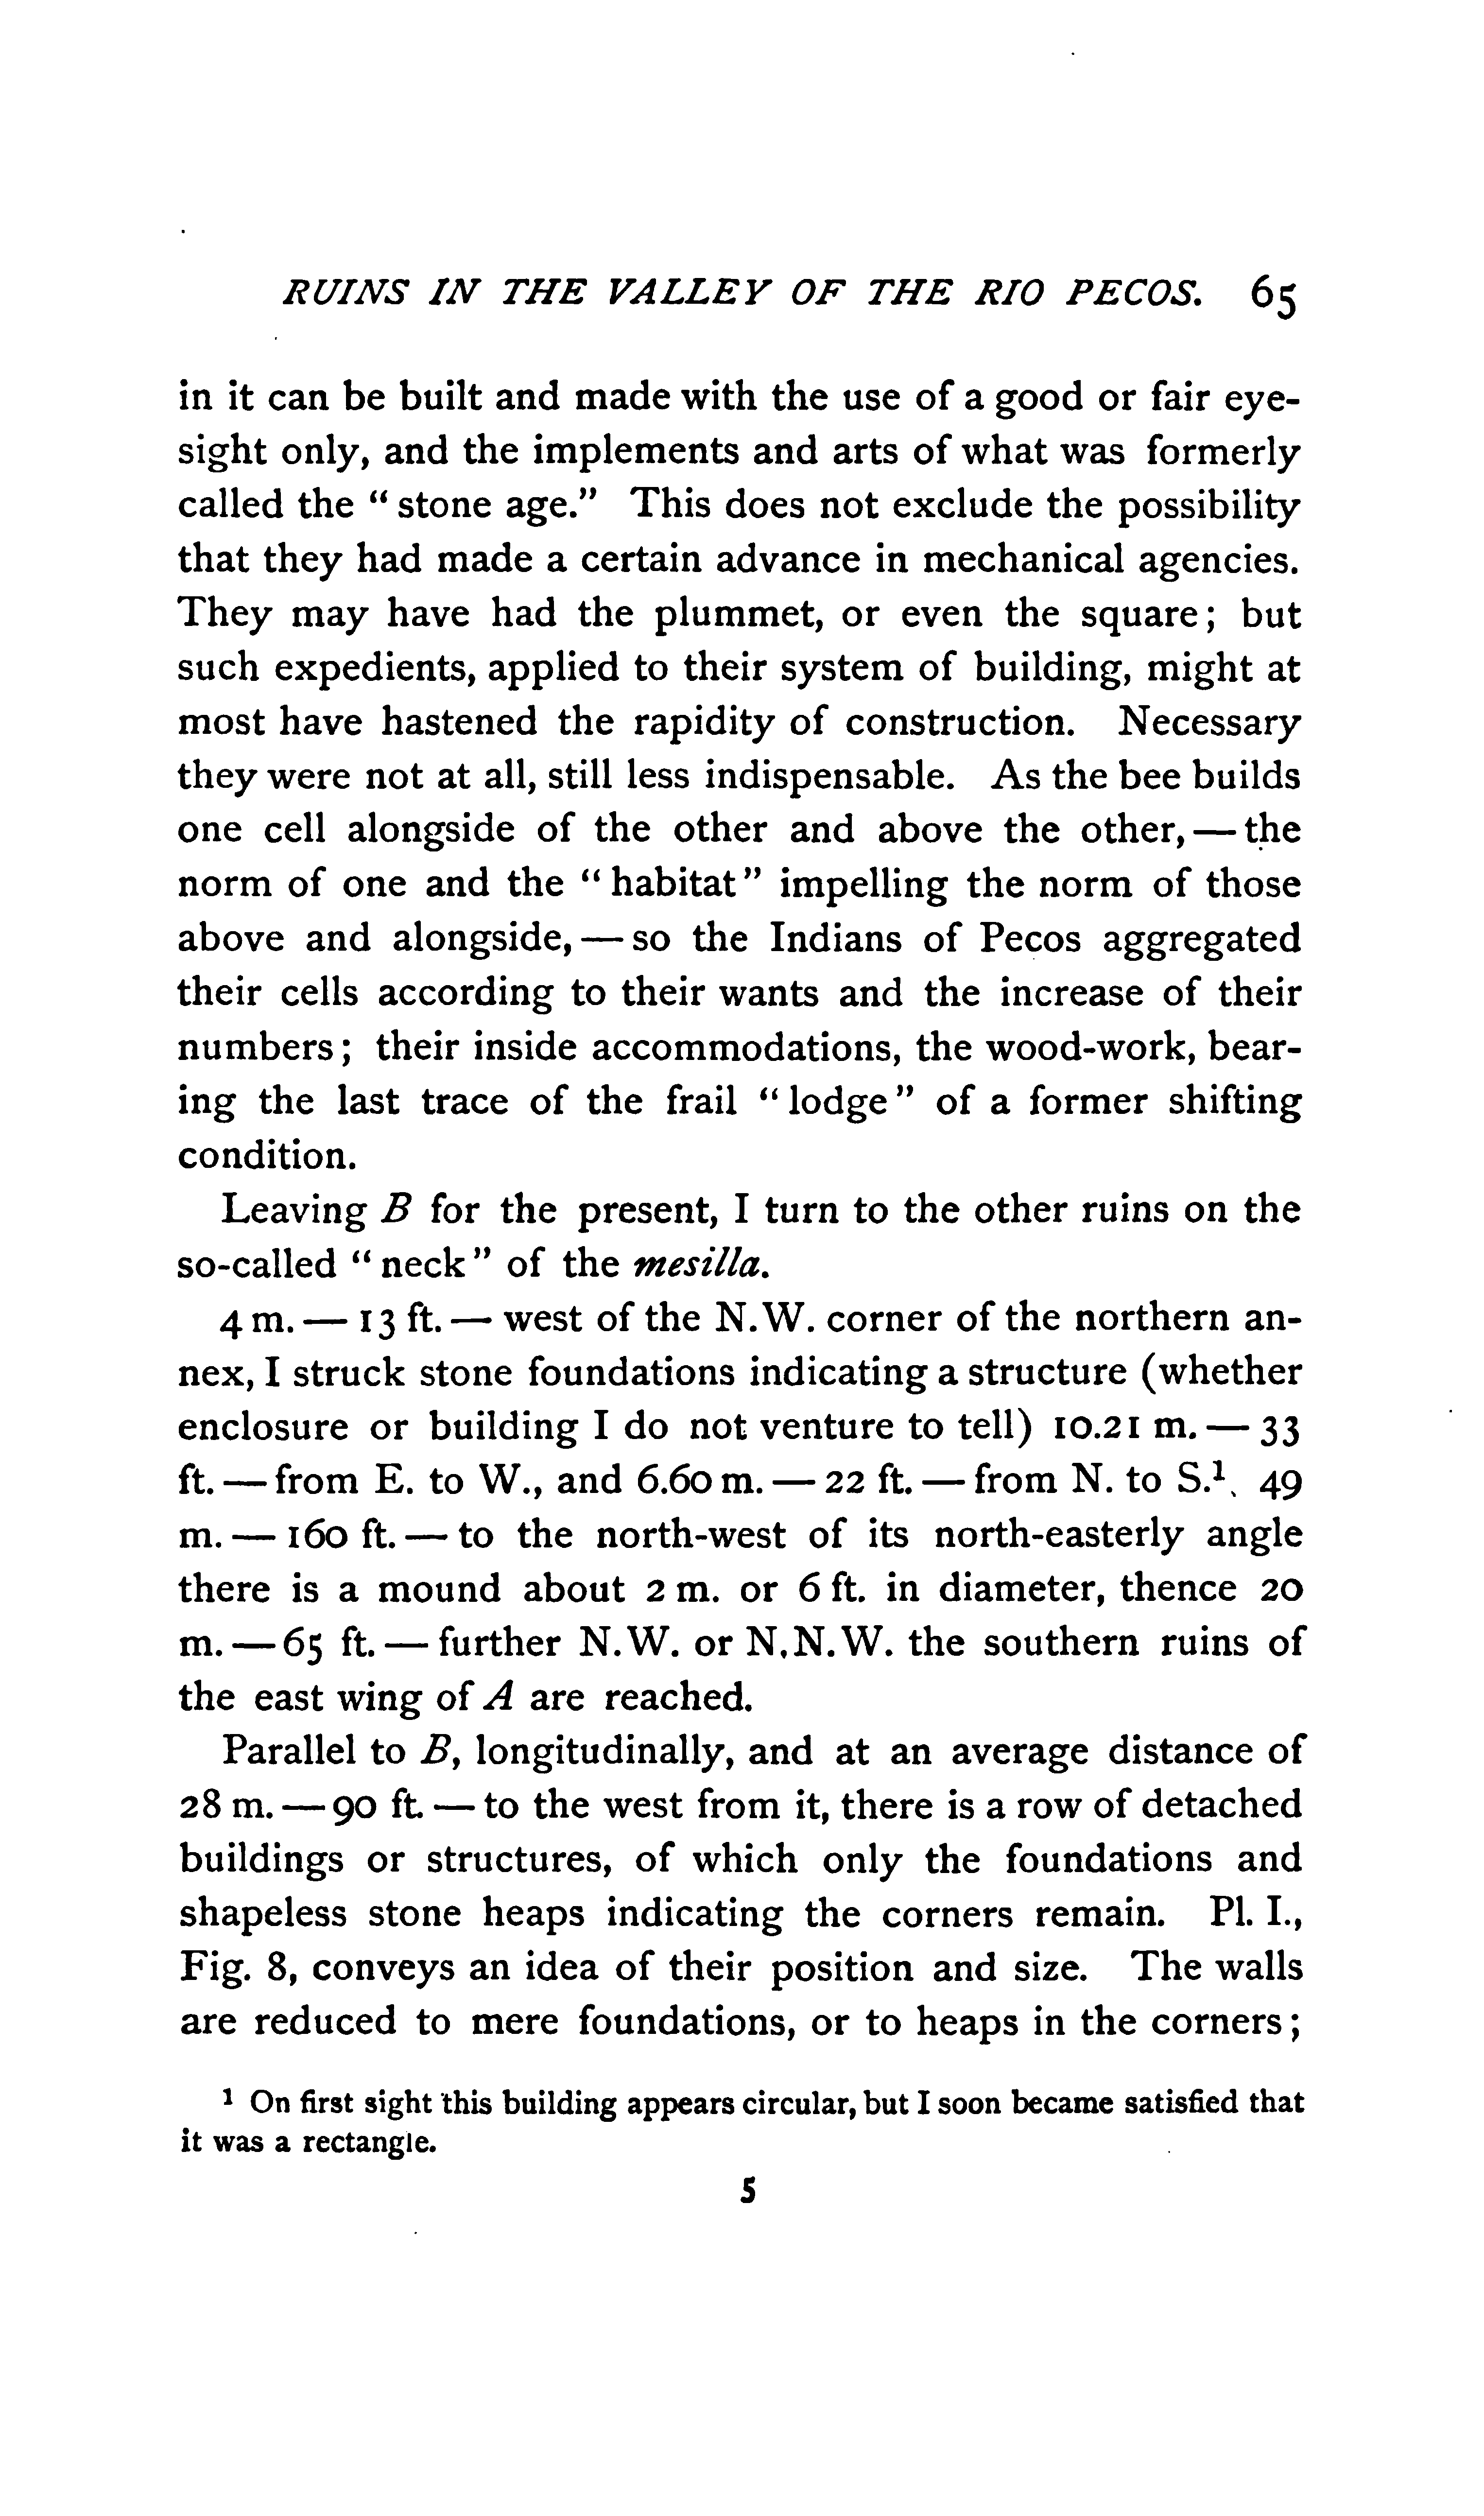 RUINS IN THE VALLEY OF THE RIO PECOS. 65
in it can be built and made with the use of a good or fair eye-
sight only, and the implements and arts of what was formerly
called the " stone age." This does not exclude the possibility
that they had made a certain advance in mechanical agencies.
They may have had the plummet, or even the square; but
such expedients, applied to their system of building, might at
most have hastened the rapidity of construction. Necessary
they were not at all, still less indispensable. As the bee builds
one cell alongside of the other and above the other, — the
norm of one and the " habitat" impelling the norm of those
above and alongside, — so the Indians of Pecos aggregated
their cells according to their wants and the increase of their
numbers; their inside accommodations, the wood-work, bear-
ing the last trace of the frail " lodge" of a former shifting
condition.
Leaving B for the present, I turn to the other ruins on the
so-called " neck" of the mesilla.
4 m. — 13 ft. — west of the N.W. corner of the northern an-
nex, I struck stone foundations indicating a structure (whether
enclosure or building I do not venture to tell) 10.21 m. — 33
ft. — from E. to W., and 6.60 m. — 22 ft. — from N. to S.¹ 49
m. — 160 ft. — to the north-west of its north-easterly angle
there is a mound about 2 m. or 6 ft. in diameter, thence 20
m. — 65 ft. — further N.W. or N.N.W. the southern ruins of
the east wing of A are reached.
Parallel to B, longitudinally, and at an average distance of
28 m. — 90 ft. — to the west from it, there is a row of detached
buildings or structures, of which only the foundations and
shapeless stone heaps indicating the corners remain. Pl. I.,
Fig. 8, conveys an idea of their position and size. The walls
are reduced to mere foundations, or to heaps in the corners;
¹ On first sight this building appears circular, but I soon became satisfied that
it was a rectangle.
5